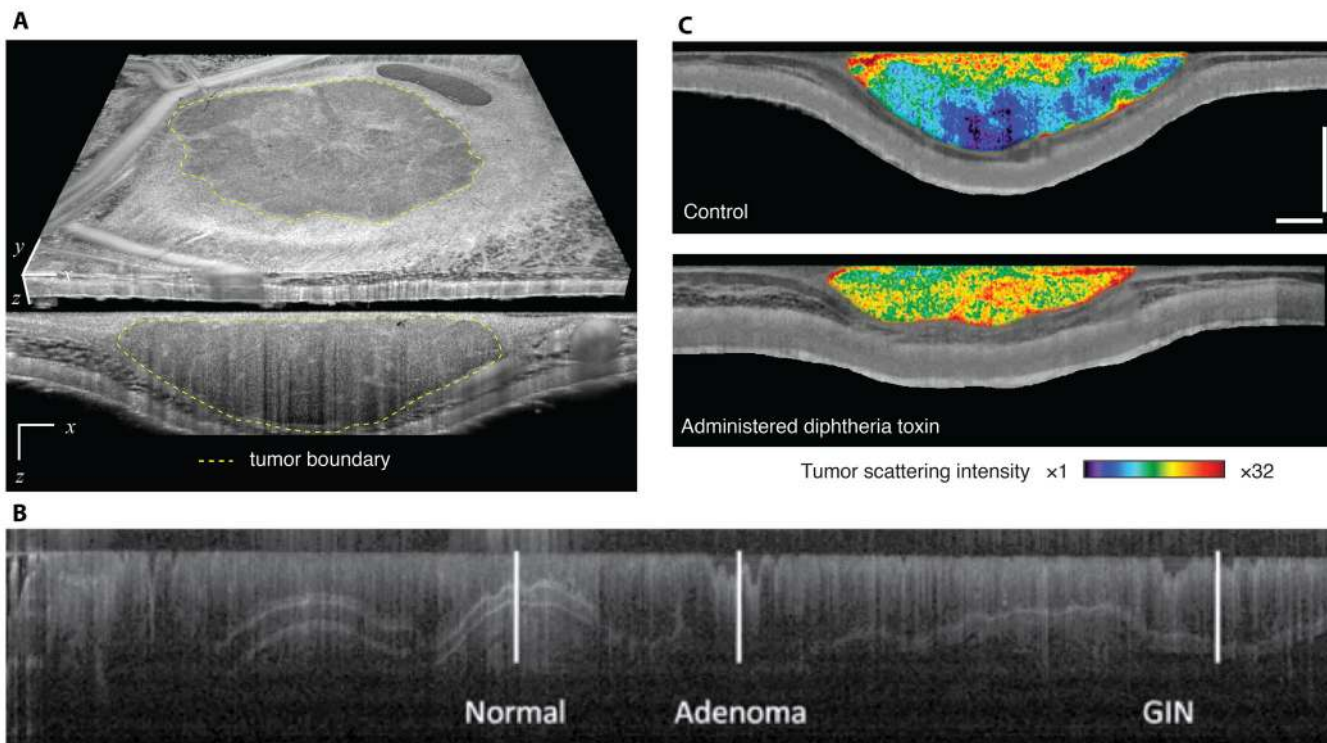 A
y
x
z
x
z
tumor boundary
C
Control
Administered diphtheria toxin
Tumor scattering intensity ×1 ×32
B
Normal Adenoma GIN